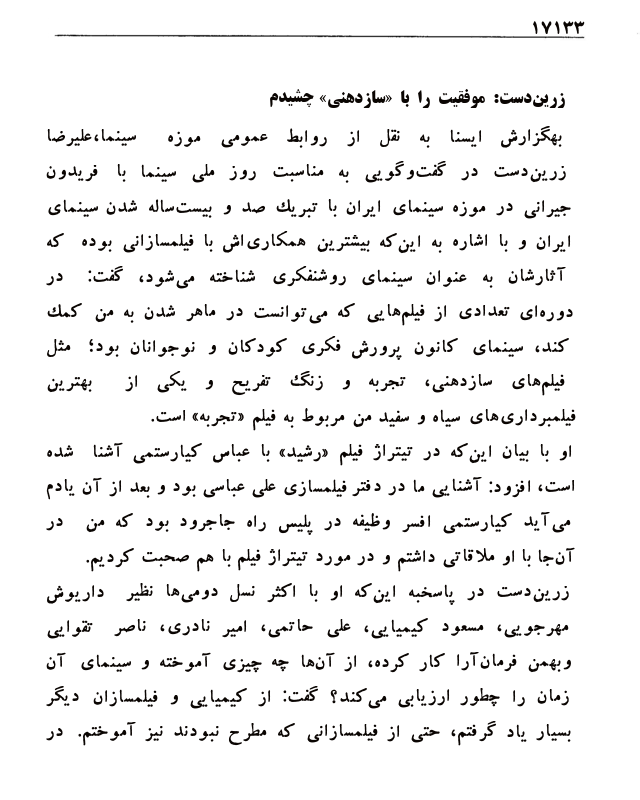 ۱۷۱۳۳
زرین‌دست: موفقیت را با «سازدهنی» چشیدم
بهگزارش ایسنا به نقل از روابط عمومی موزه سینما،علیرضا
زرین‌دست در گفت‌وگویی به مناسبت روز ملی سینما با فریدون
جیرانی در موزه سینمای ایران با تبریك صد و بیست‌ساله شدن سینمای
ایران و با اشاره به این‌که بیشترین همکاری‌اش با فیلمسازانی بوده که
آثارشان به عنوان سینمای روشنفکری شناخته می‌شود، گفت: در
دوره‌ای تعدادی از فیلم‌هایی که می‌توانست در ماهر شدن به من کمك
کند، سینمای کانون پرورش فکری کودکان و نوجوانان بود؛ مثل
فیلم‌های سازدهنی، تجربه و زنگ تفریح و یکی از بهترین
فیلمبرداری‌های سیاه و سفید من مربوط به فیلم «تجربه» است.
او با بیان این‌که در تیتراژ فیلم «رشید» با عباس کیارستمی آشنا شده
است، افزود: آشنایی ما در دفتر فیلمسازی علی عباسی بود و بعد از آن یادم
می‌آید کیارستمی افسر وظیفه در پلیس راه جاجرود بود که من در
آن‌جا با او ملاقاتی داشتم و در مورد تیتراژ فیلم با هم صحبت کردیم.
زرین‌دست در پاسخبه این‌که او با اکثر نسل دومی‌ها نظیر داریوش
مهرجویی، مسعود کیمیایی، علی حاتمی، امیر نادری، ناصر تقوایی
وبهمن فرمان‌آرا کار کرده، از آن‌ها چه چیزی آموخته و سینمای آن
زمان را چطور ارزیابی می‌کند؟ گفت: از کیمیایی و فیلمسازان دیگر
بسیار یاد گرفتم، حتی از فیلمسازانی که مطرح نبودند نیز آموختم. در